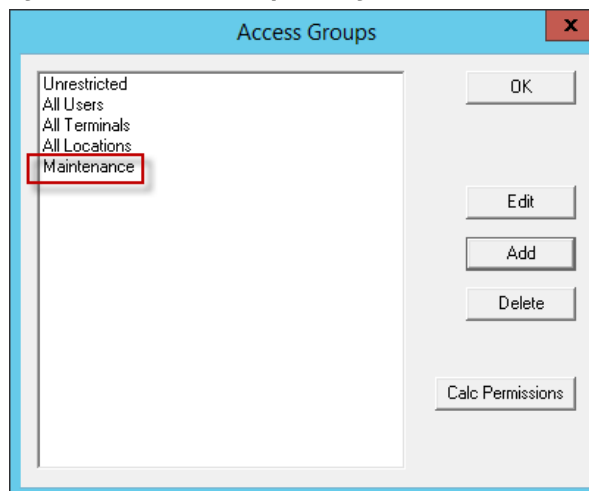 Access Groups
x
Unrestricted
All Users
All Terminals
All Locations
Maintenance
OK
Edit
Add
Delete
Calc Permissions